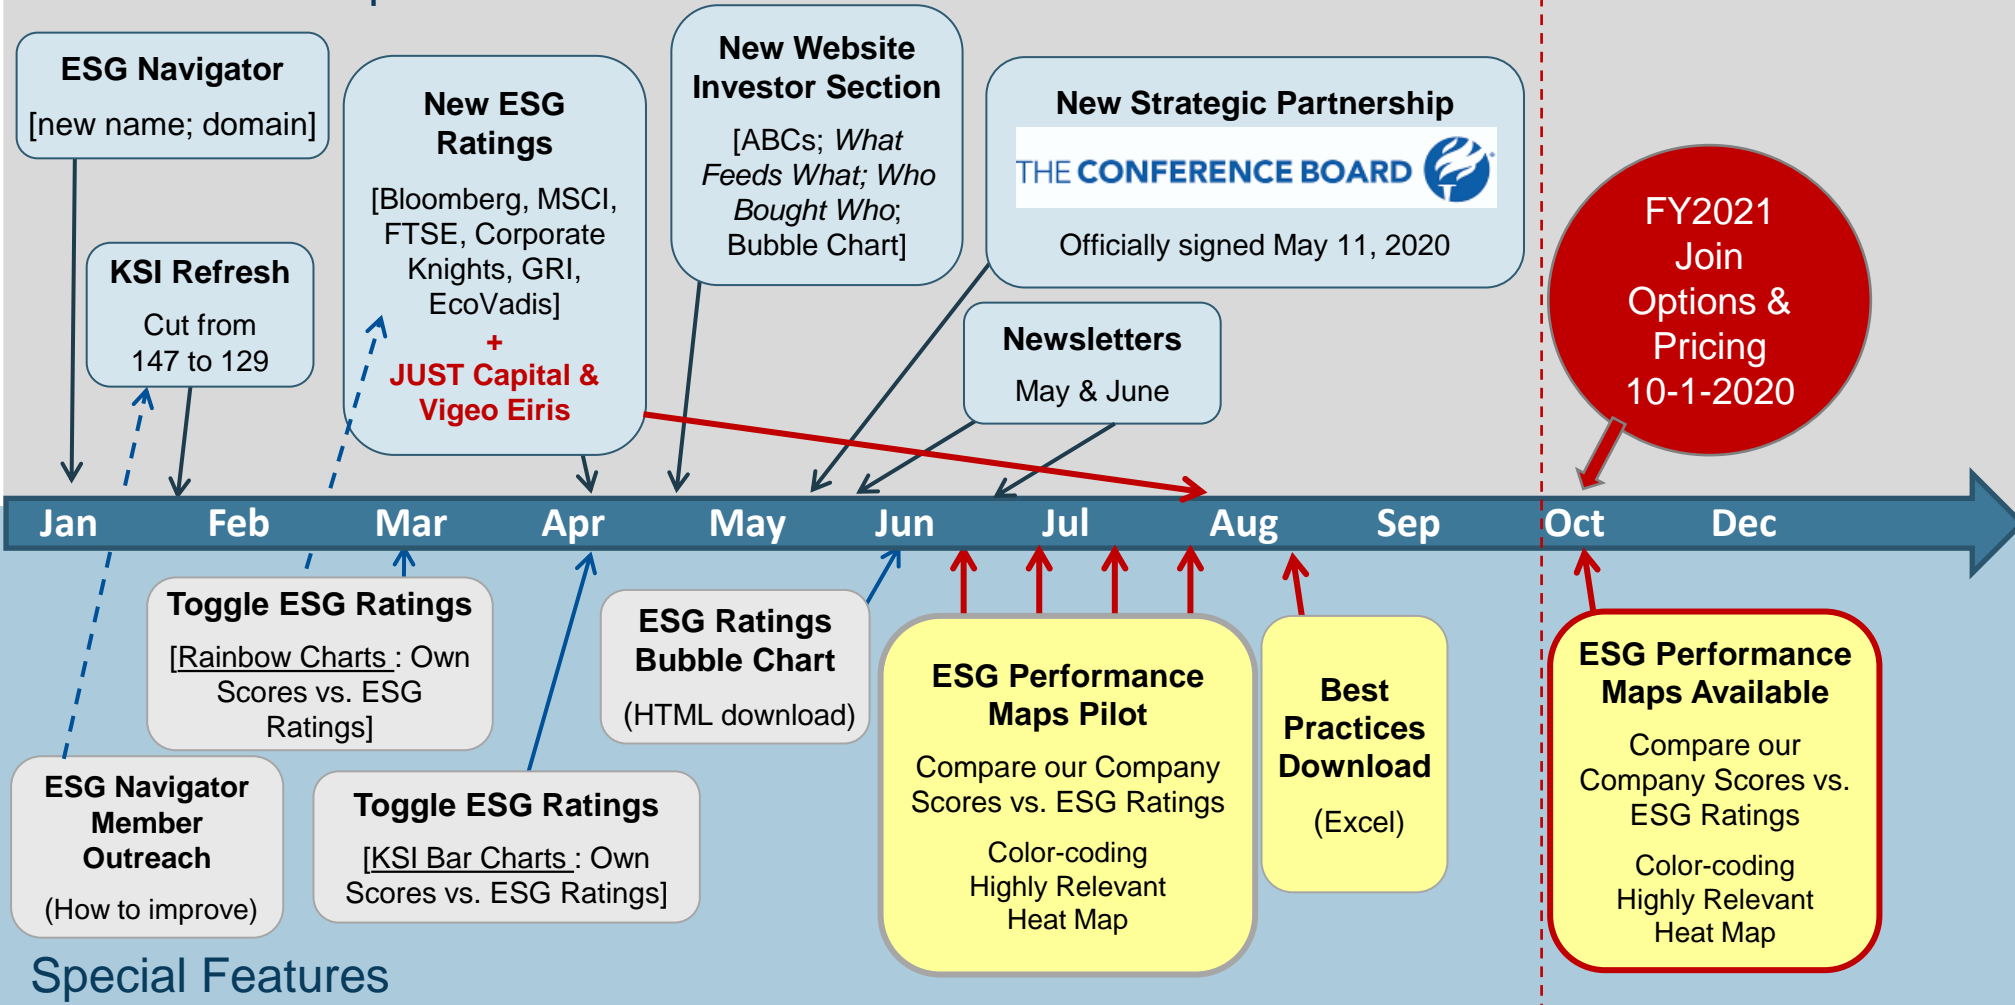 ESG Navigator
[new name; domain]
KSI Refresh
Cut from
147 to 129
New ESG
Ratings
[Bloomberg, MSCI,
FTSE, Corporate
Knights, GRI,
EcoVadis]
+
JUST Capital &
Vigeo Eiris
New Website
Investor Section
[ABCs; What
Feeds What; Who
Bought Who;
Bubble Chart]
New Strategic Partnership
THE CONFERENCE BOARD
Officially signed May 11, 2020
Newsletters
May & June
FY2021
Join
Options &
Pricing
10-1-2020
Jan Feb Mar Apr May Jun Jul Aug Sep Oct Dec
ESG Navigator
Member
Outreach
(How to improve)
Toggle ESG Ratings
[Rainbow Charts : Own
Scores vs. ESG
Ratings]
Toggle ESG Ratings
[KSI Bar Charts : Own
Scores vs. ESG Ratings]
ESG Ratings
Bubble Chart
(HTML download)
ESG Performance
Maps Pilot
Compare our Company
Scores vs. ESG Ratings
Color-coding
Highly Relevant
Heat Map
Best
Practices
Download
(Excel)
ESG Performance
Maps Available
Compare our
Company Scores vs.
ESG Ratings
Color-coding
Highly Relevant
Heat Map
Special Features